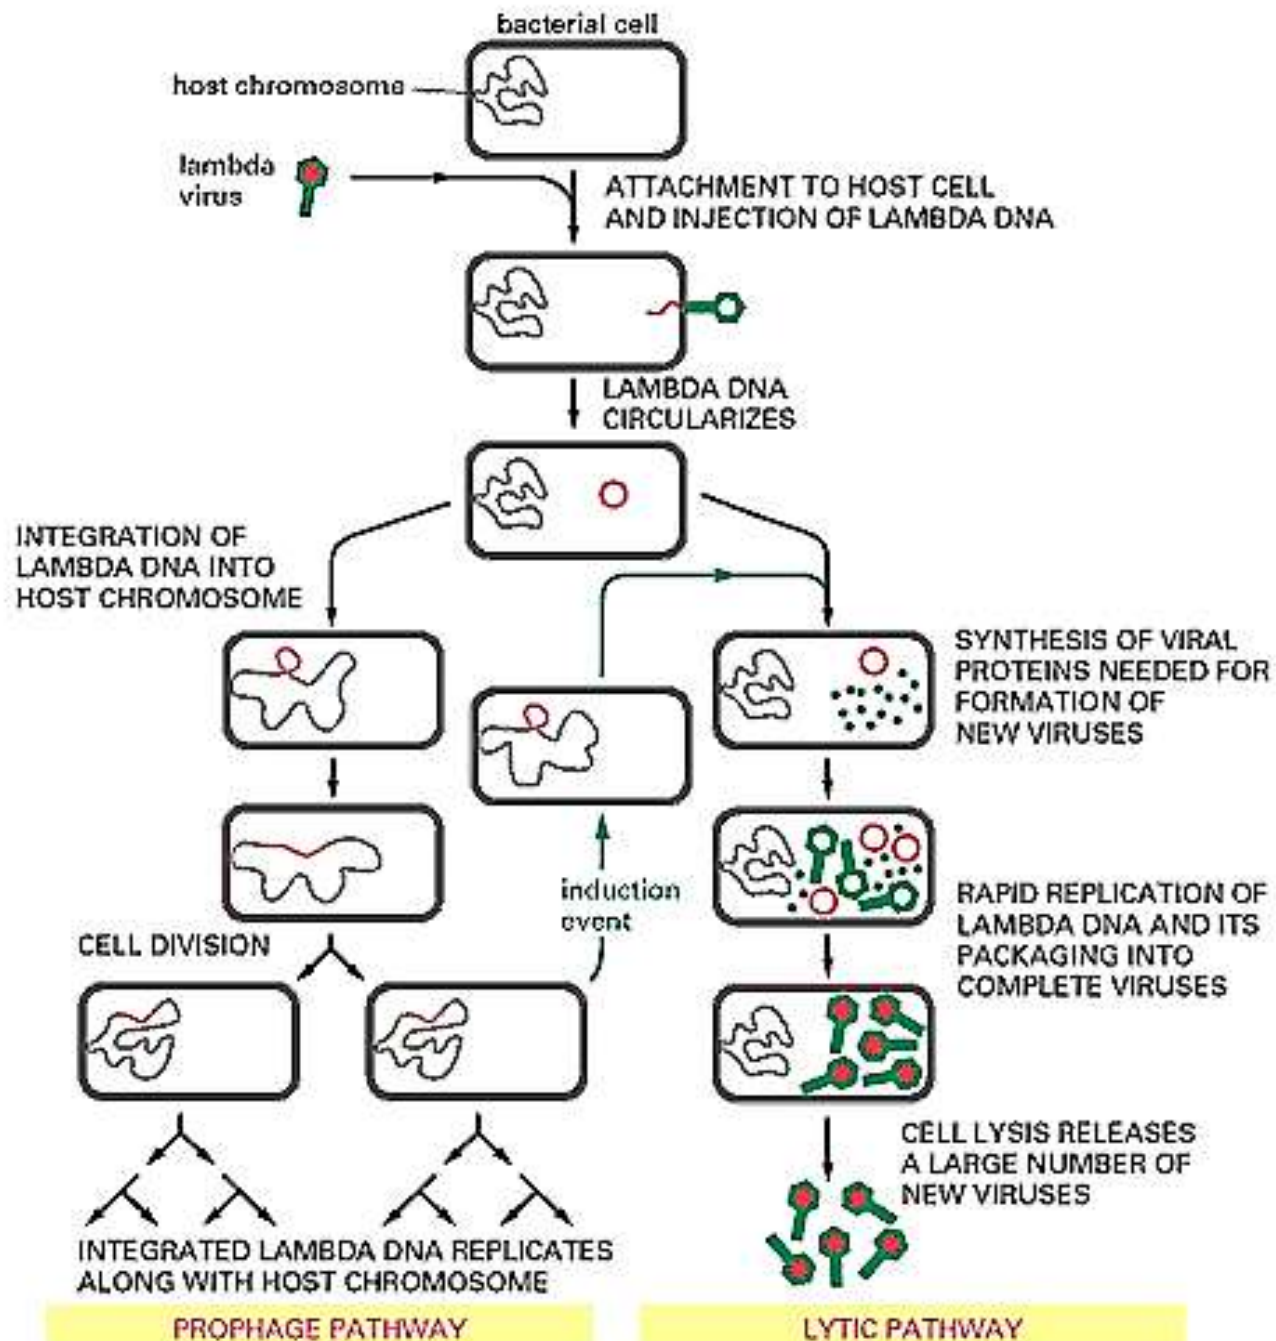 bacterial cell
host chromosome
lambda
virus
ATTACHMENT TO HOST CELL
AND INJECTION OF LAMBDA DNA
LAMBDA DNA
CIRCULARIZES
INTEGRATION OF
LAMBDA DNA INTO
HOST CHROMOSOME
SYNTHESIS OF VIRAL
PROTEINS NEEDED FOR
FORMATION OF
NEW VIRUSES
induction
event
RAPID REPLICATION OF
LAMBDA DNA AND ITS
PACKAGING INTO
COMPLETE VIRUSES
CELL DIVISION
CELL LYSIS RELEASES
A LARGE NUMBER OF
NEW VIRUSES
INTEGRATED LAMBDA DNA REPLICATES
ALONG WITH HOST CHROMOSOME
PROPHAGE PATHWAY
LYTIC PATHWAY